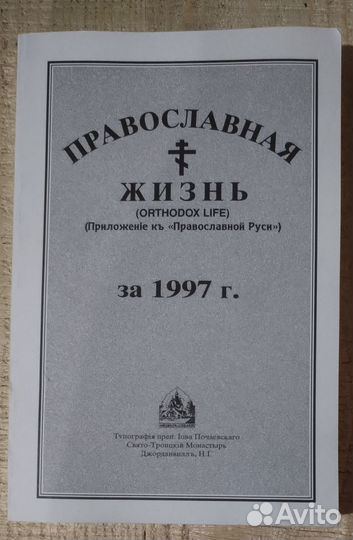 ПРАВОСЛАВНАЯ
ЖИЗНЬ
(ORTHODOX LIFE)
(Приложеніе къ «Православной Руси»)
за 1997 г.
Типографія преп. Іова Почаевскаго
Свято-Троицкій Монастырь
Джорданвилль, Н.І.
Avito